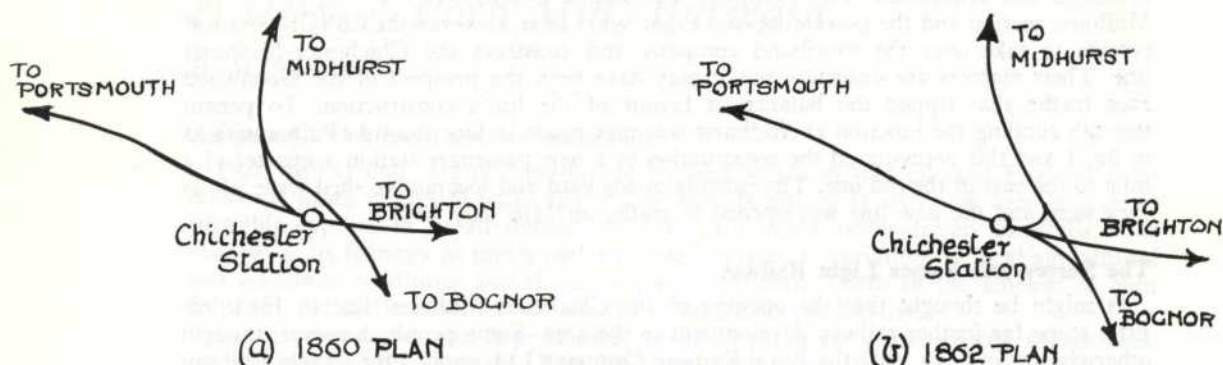 TO
PORTSMOUTH
TO
MIDHURST
TO
BRIGHTON
Chichester
Station
TO BOGNOR
(a) 1860 PLAN
TO
PORTSMOUTH
TO
MIDHURST
TO
BRIGHTON
Chichester
Station
TO
BOGNOR
(b) 1862 PLAN